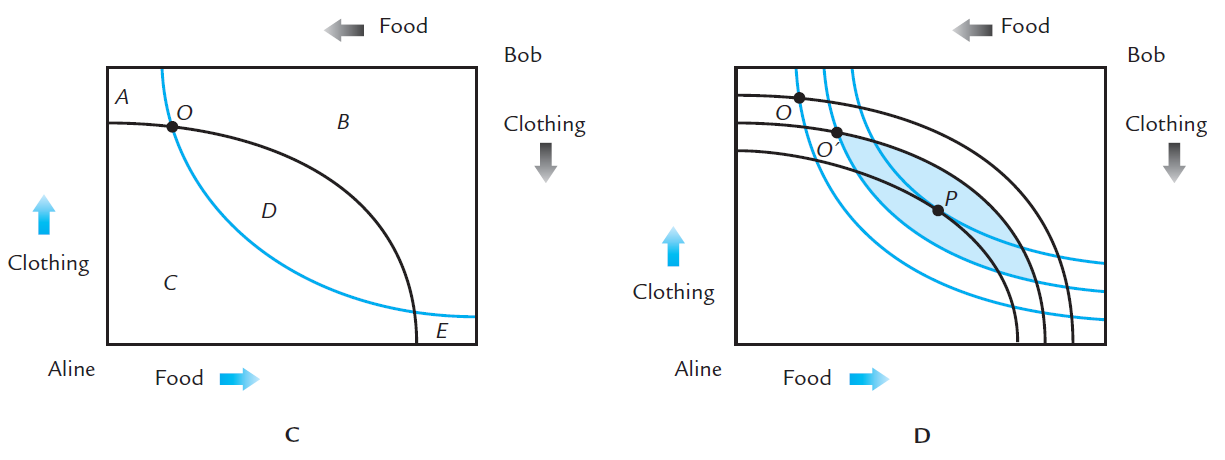 Food
Bob
A
O
B
Clothing
D
Clothing
C
E
Aline
Food
C
Food
Bob
O
Clothing
O′
P
Clothing
Aline
Food
D